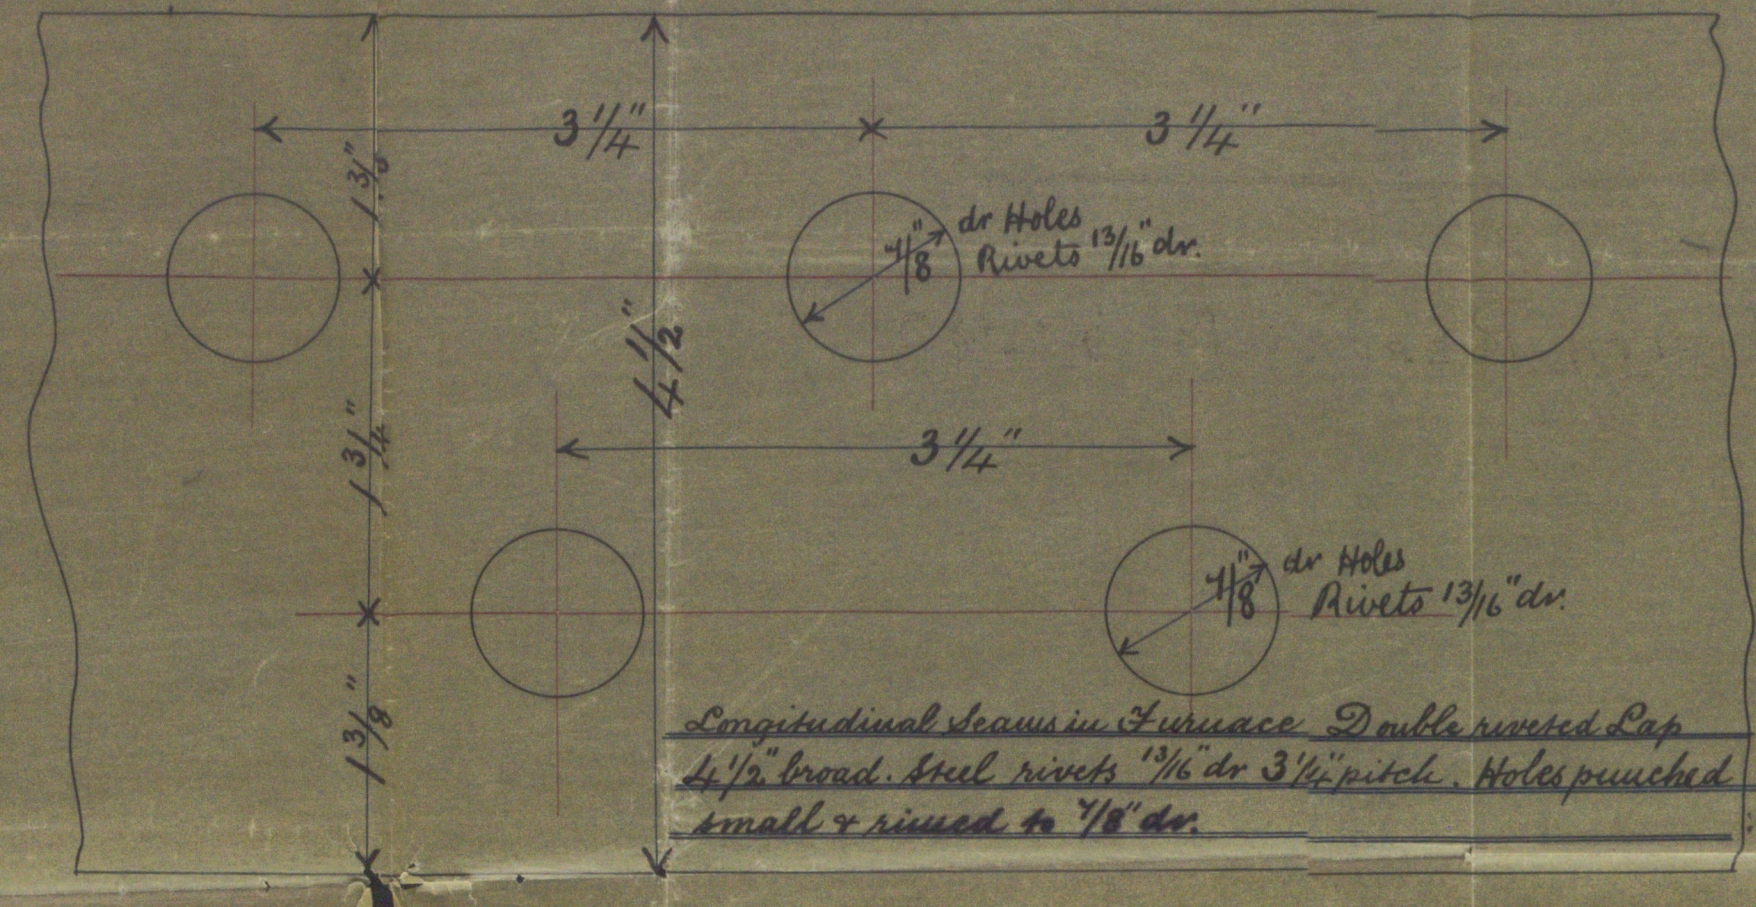 3 1/4"
3 1/4"
1 3/8"
7/8" dr Holes
Rivets 13/16" dr.
4 1/2"
1 3/4"
3 1/4"
7/8" dr Holes
Rivets 13/16" dr.
1 3/8"
Longitudinal Seams in Furnace Double riveted Lap
4 1/2" broad. Steel rivets 13/16" dr 3 1/4" pitch. Holes punched
small & rimed to 7/8" dr.